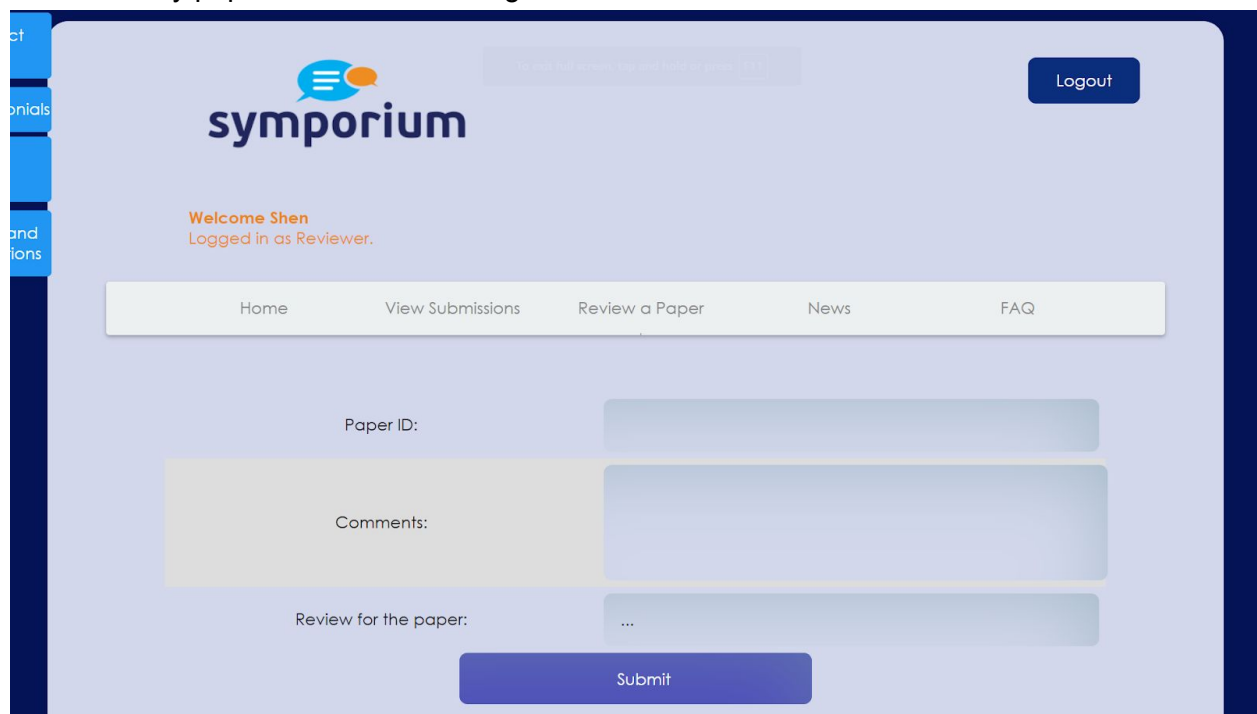 ct
Logout
onials
symporium
Welcome Shen
Logged in as Reviewer.
and
ions
Home View Submissions Review a Paper News FAQ
Paper ID:
Comments:
Review for the paper:
...
Submit